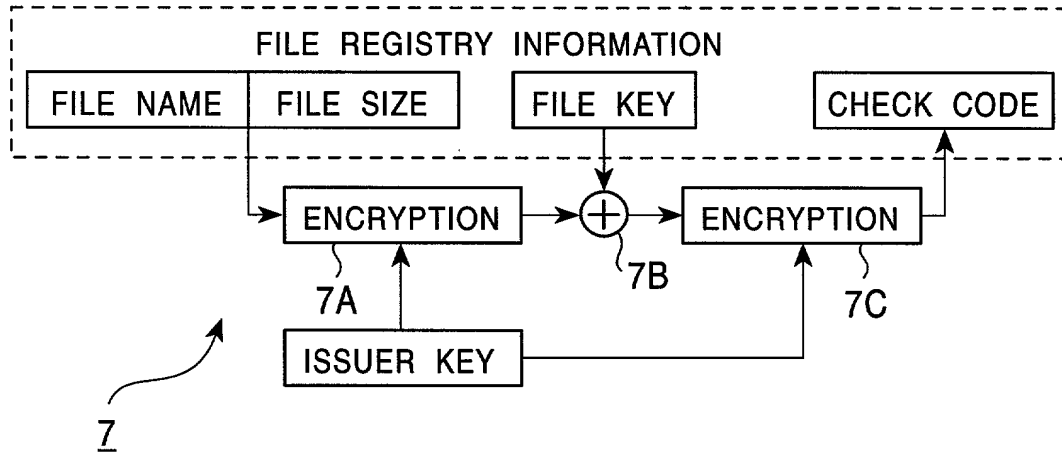 FILE REGISTRY INFORMATION
FILE NAME
FILE SIZE
FILE KEY
CHECK CODE
ENCRYPTION
+
ENCRYPTION
7A
7B
7C
ISSUER KEY
7